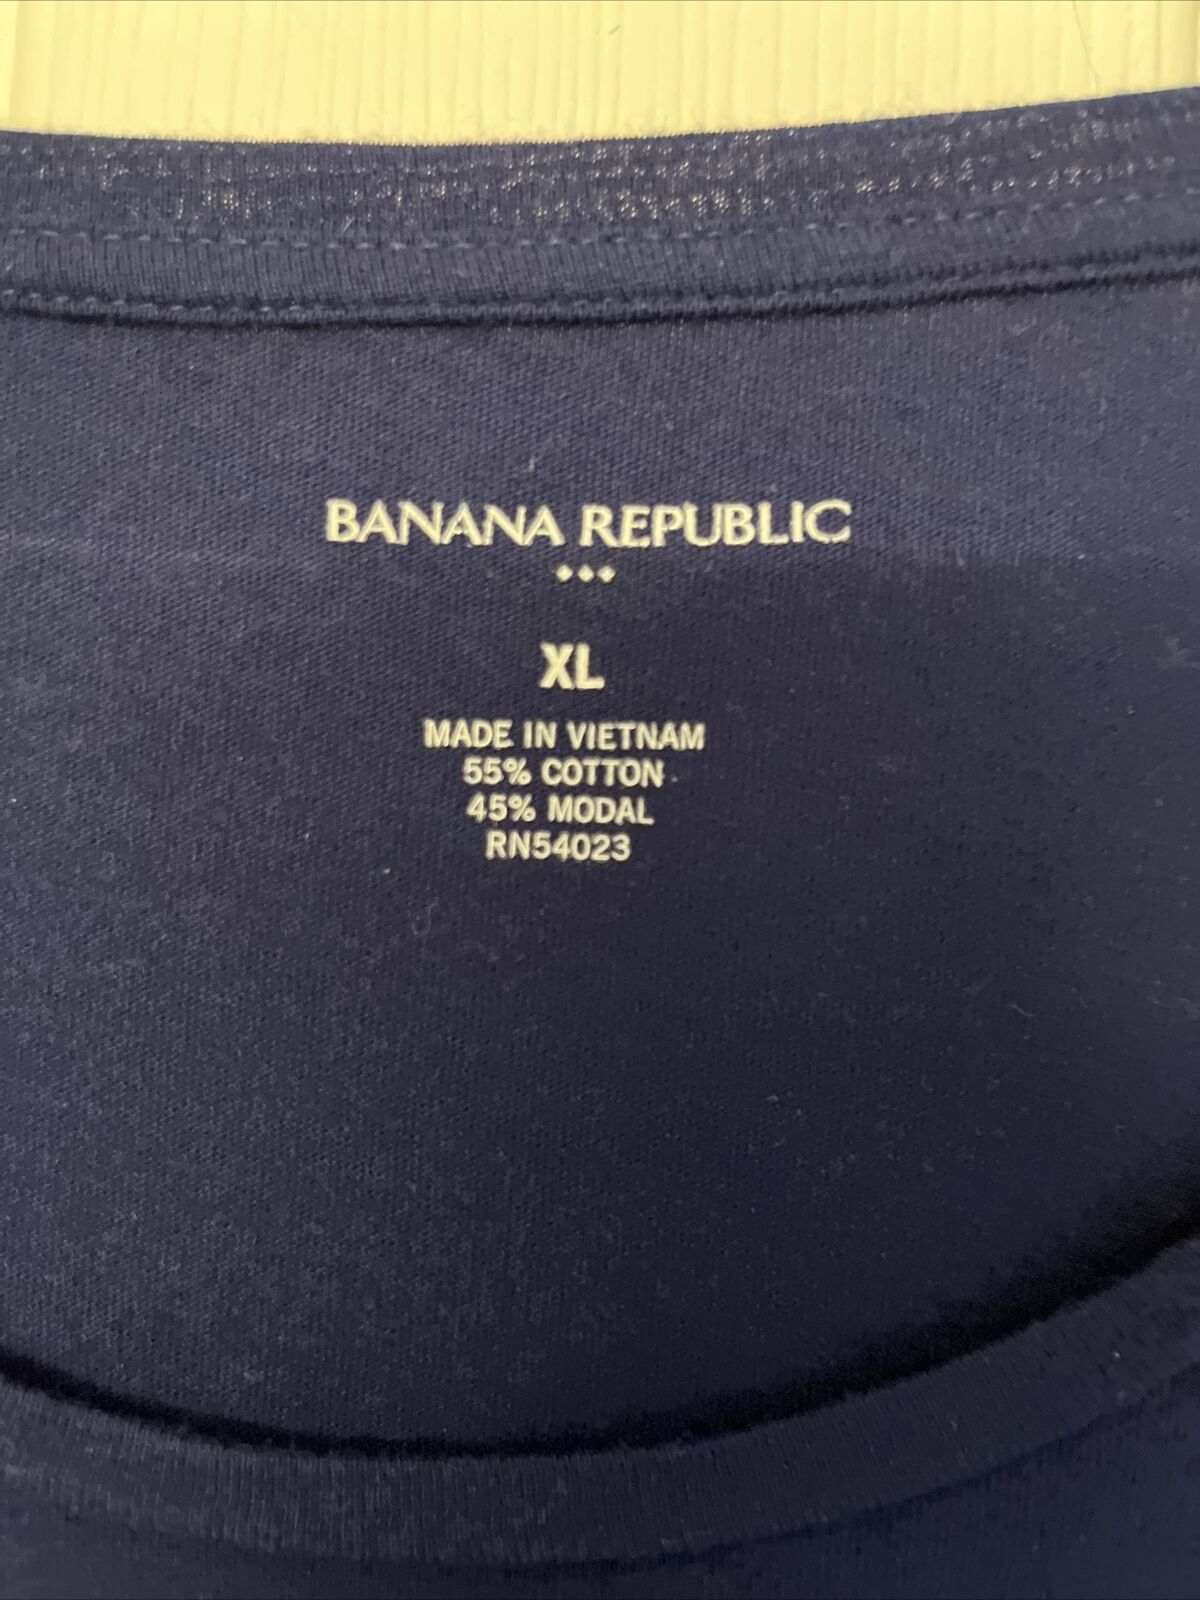 BANANA REPUBLIC
XL
MADE IN VIETNAM
55% COTTON
45% MODAL
RN54023